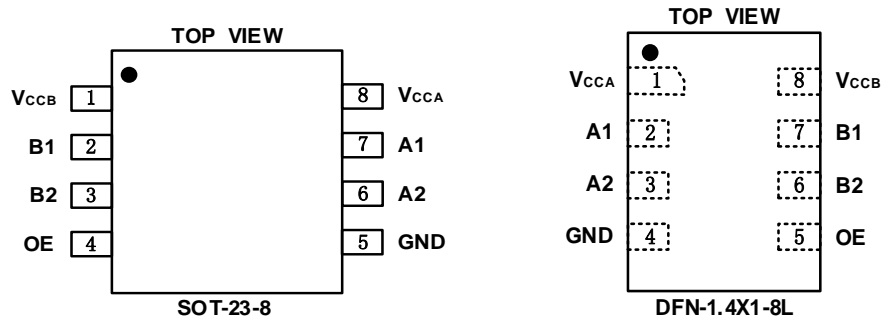 TOP VIEW
VCCB 1 8 VCCA
B1 2 7 A1
B2 3 6 A2
OE 4 5 GND
SOT-23-8
TOP VIEW
VCCA 1 8 VCCB
A1 2 7 B1
A2 3 6 B2
GND 4 5 OE
DFN-1.4X1-8L